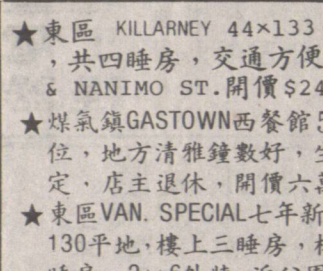 ★東區 KILLARNEY 44×133
，共四睡房，交通方便
& NANIMO ST.開價$24
★煤氣鎮GASTOWN西餐館
位，地方清雅鐘數好，
定，店主退休，開價六
★東區VAN. SPECIAL七年新
130平地，樓上三睡房，